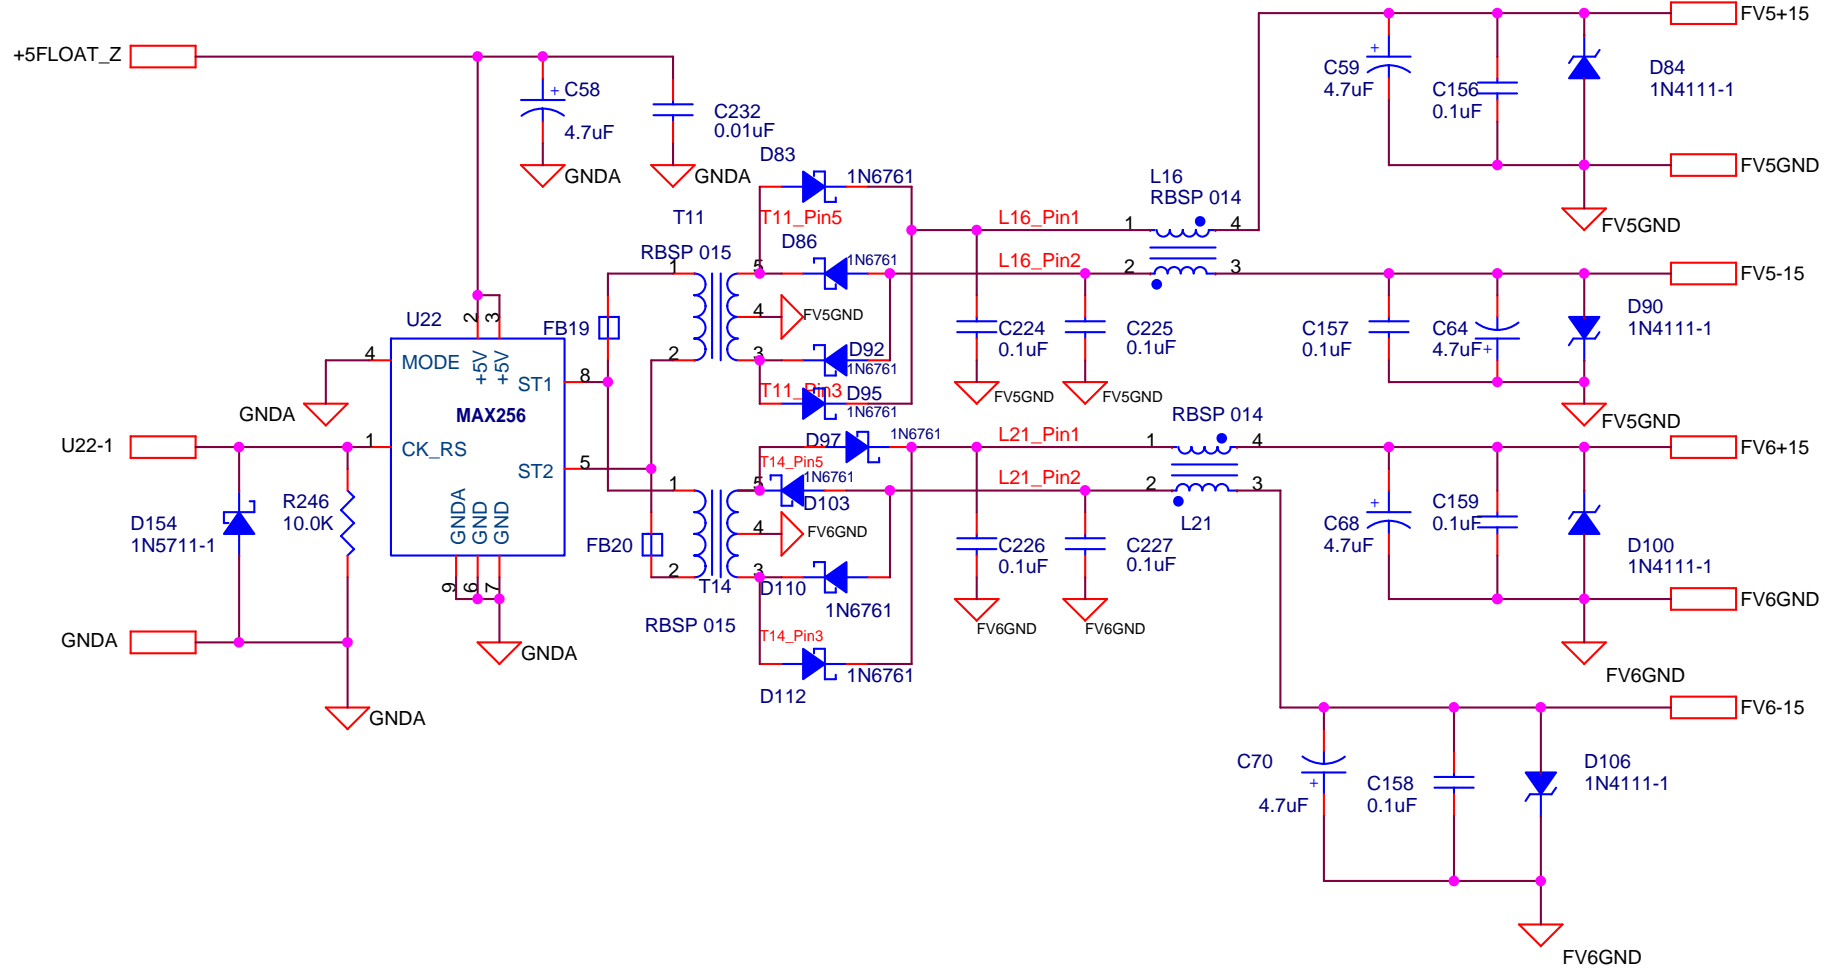 +5FLOAT_Z
+ C58
4.7uF
GNDA
C232
0.01uF
GNDA
FV5+15
+
C59
4.7uF
C156
0.1uF
D84
1N4111-1
FV5GND
FV5GND
D83
1N6761
T11_Pin5
T11
RBSP 015
D86
1N6761
1
2
5
4
3
FV5GND
D92
1N6761
T11_Pin3
D95
1N6761
L16_Pin1
L16_Pin2
L16
RBSP 014
1
4
2
3
C224
0.1uF
FV5GND
C225
0.1uF
FV5GND
FV5-15
C157
0.1uF
C64
4.7uF
+
D90
1N4111-1
FV5GND
U22
2
3
+5V
+5V
4
MODE
GNDA
ST1
8
MAX256
U22-1
1
CK_RS
ST2
5
GNDA
GND
GND
9
6
7
GNDA
FB19
FB20
D154
1N5711-1
R246
10.0K
GNDA
GNDA
D97
1N6761
T14_Pin5
1N6761
D103
1
2
5
4
3
FV6GND
T14
RBSP 015
D110
1N6761
T14_Pin3
1N6761
D112
L21_Pin1
L21_Pin2
RBSP 014
1
4
2
3
L21
C226
0.1uF
FV6GND
C227
0.1uF
FV6GND
FV6+15
+
C68
4.7uF
C159
0.1uF
D100
1N4111-1
FV6GND
FV6GND
FV6-15
C70
4.7uF
+
C158
0.1uF
D106
1N4111-1
FV6GND